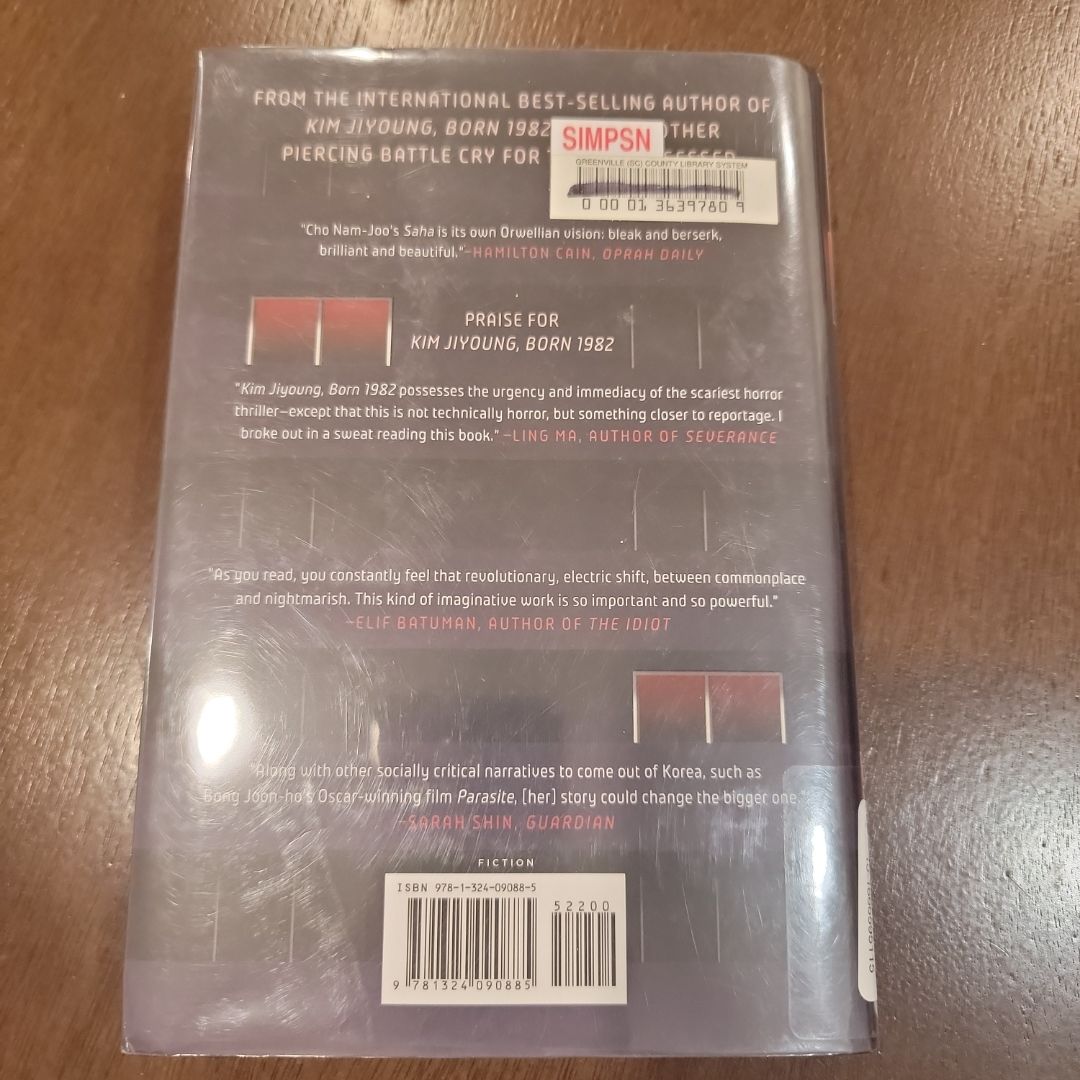 FROM THE INTERNATIONAL BEST-SELLING AUTHOR OF
KIM JIYOUNG, BORN 1982 OTHER
PIERCING BATTLE CRY FOR
SIMPSN
GREENVILLE (SC) COUNTY LIBRARY SYSTEM
0 00 01 3639780 9
"Cho Nam-Joo's Saha is its own Orwellian vision: bleak and berserk,
brilliant and beautiful."–HAMILTON CAIN, OPRAH DAILY
PRAISE FOR
KIM JIYOUNG, BORN 1982
"Kim Jiyoung, Born 1982 possesses the urgency and immediacy of the scariest horror
thriller—except that this is not technically horror, but something closer to reportage. I
broke out in a sweat reading this book." –LING MA, AUTHOR OF SEVERANCE
"As you read, you constantly feel that revolutionary, electric shift, between commonplace
and nightmarish. This kind of imaginative work is so important and so powerful."
–ELIF BATUMAN, AUTHOR OF THE IDIOT
"Along with other socially critical narratives to come out of Korea, such as
Bong Joon-ho's Oscar-winning film Parasite, [her] story could change the bigger one."
–SARAH SHIN, GUARDIAN
FICTION
ISBN 978-1-324-09088-5
52200
9 781324 090885